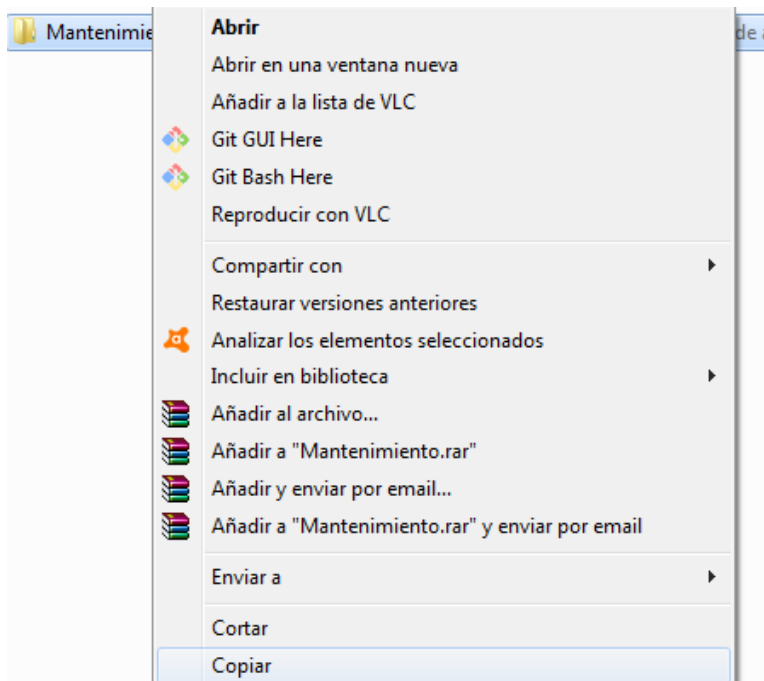 Mantenimie
Abrir
de
Abrir en una ventana nueva
Añadir a la lista de VLC
Git GUI Here
Git Bash Here
Reproducir con VLC
Compartir con
Restaurar versiones anteriores
Analizar los elementos seleccionados
Incluir en biblioteca
Añadir al archivo...
Añadir a "Mantenimiento.rar"
Añadir y enviar por email...
Añadir a "Mantenimiento.rar" y enviar por email
Enviar a
Cortar
Copiar